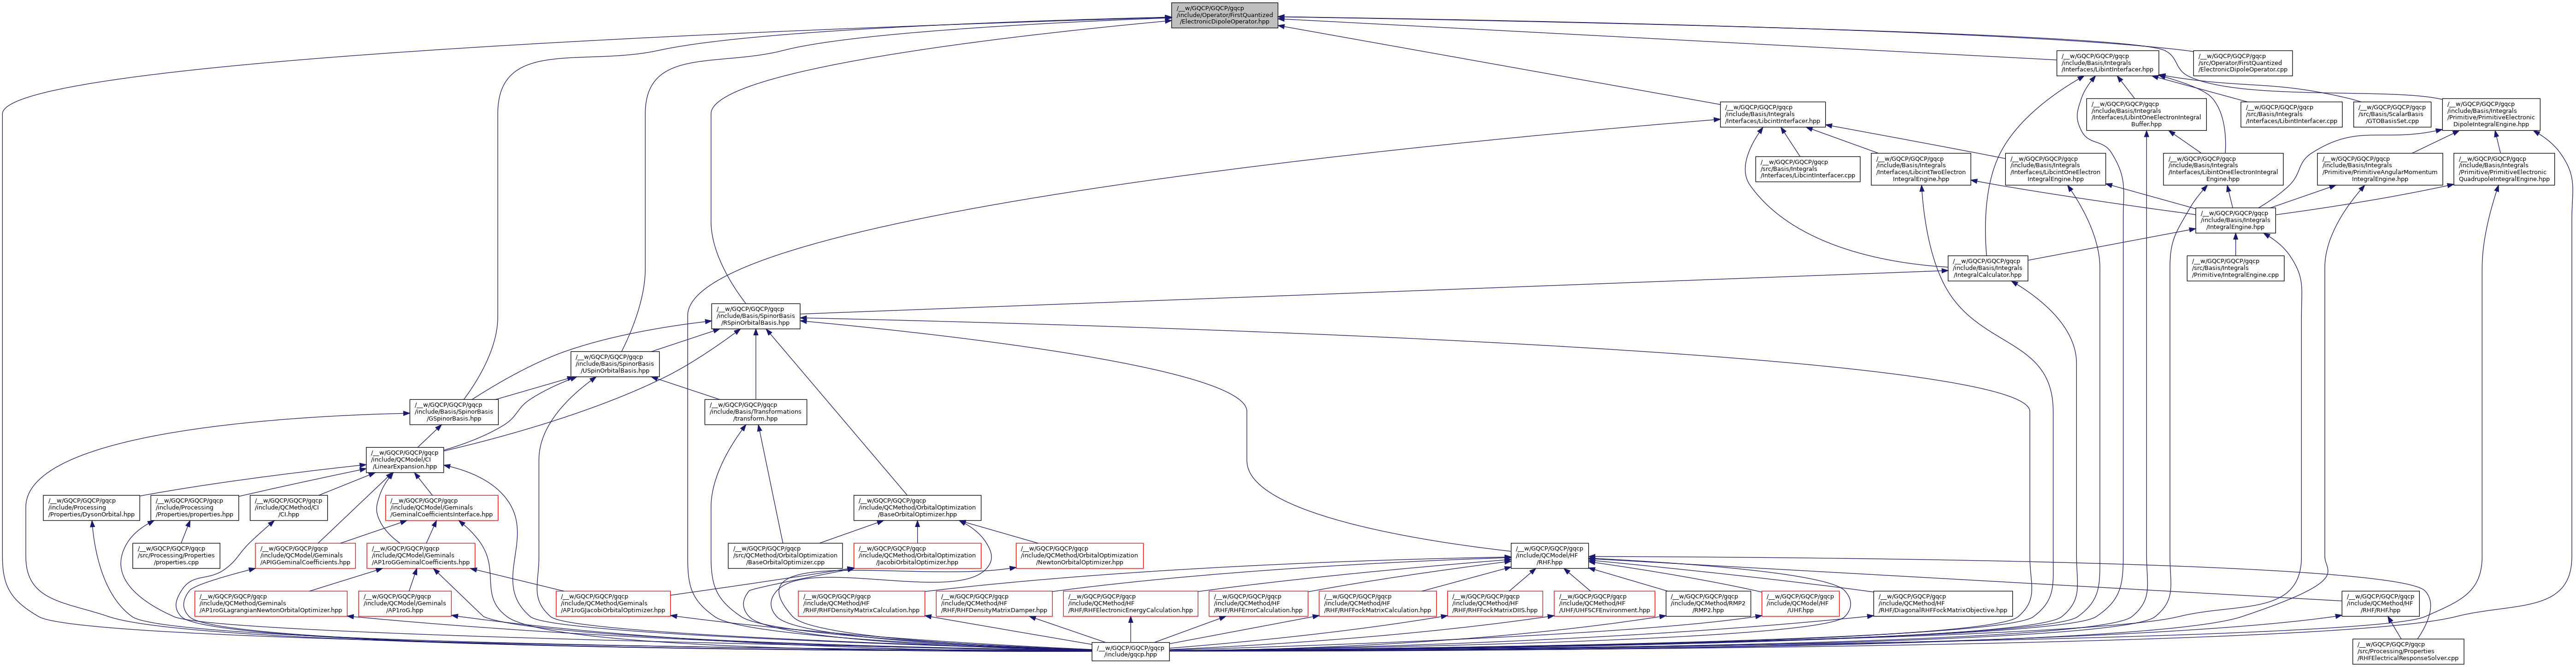 /__w/GQCP/GQCP/gqcp
/include/Operator/FirstQuantized
/ElectronicDipoleOperator.hpp
/__w/GQCP/GQCP/gqcp
/include/Basis/Integrals
/Interfaces/LibintInterfacer.hpp
/__w/GQCP/GQCP/gqcp
/src/Operator/FirstQuantized
/ElectronicDipoleOperator.cpp
/__w/GQCP/GQCP/gqcp
/include/Basis/Integrals
/Interfaces/LibcintInterfacer.hpp
/__w/GQCP/GQCP/gqcp
/include/Basis/Integrals
/Interfaces/LibintOneElectronIntegral
Buffer.hpp
/__w/GQCP/GQCP/gqcp
/src/Basis/Integrals
/Interfaces/LibintInterfacer.cpp
/__w/GQCP/GQCP/gqcp
/src/Basis/ScalarBasis
/GTOBasisSet.cpp
/__w/GQCP/GQCP/gqcp
/include/Basis/Integrals
/Primitive/PrimitiveElectronic
DipoleIntegralEngine.hpp
/__w/GQCP/GQCP/gqcp
/src/Basis/Integrals
/Interfaces/LibcintInterfacer.cpp
/__w/GQCP/GQCP/gqcp
/include/Basis/Integrals
/Interfaces/LibcintTwoElectron
IntegralEngine.hpp
/__w/GQCP/GQCP/gqcp
/include/Basis/Integrals
/Interfaces/LibcintOneElectron
IntegralEngine.hpp
/__w/GQCP/GQCP/gqcp
/include/Basis/Integrals
/Interfaces/LibintOneElectronIntegral
Engine.hpp
/__w/GQCP/GQCP/gqcp
/include/Basis/Integrals
/Primitive/PrimitiveAngularMomentum
IntegralEngine.hpp
/__w/GQCP/GQCP/gqcp
/include/Basis/Integrals
/Primitive/PrimitiveElectronic
QuadrupoleIntegralEngine.hpp
/__w/GQCP/GQCP/gqcp
/include/Basis/Integrals
/IntegralEngine.hpp
/__w/GQCP/GQCP/gqcp
/include/Basis/Integrals
/IntegralCalculator.hpp
/__w/GQCP/GQCP/gqcp
/src/Basis/Integrals
/Primitive/IntegralEngine.cpp
/__w/GQCP/GQCP/gqcp
/include/Basis/SpinorBasis
/RSpinOrbitalBasis.hpp
/__w/GQCP/GQCP/gqcp
/include/Basis/SpinorBasis
/USpinOrbitalBasis.hpp
/__w/GQCP/GQCP/gqcp
/include/Basis/SpinorBasis
/GSpinorBasis.hpp
/__w/GQCP/GQCP/gqcp
/include/Basis/Transformations
/transform.hpp
/__w/GQCP/GQCP/gqcp
/include/QCModel/CI
/LinearExpansion.hpp
/__w/GQCP/GQCP/gqcp
/include/Processing
/Properties/DysonOrbital.hpp
/__w/GQCP/GQCP/gqcp
/include/Processing
/Properties/properties.hpp
/__w/GQCP/GQCP/gqcp
/include/QCMethod/CI
/CI.hpp
/__w/GQCP/GQCP/gqcp
/include/QCModel/Geminals
/GeminalCoefficientsInterface.hpp
/__w/GQCP/GQCP/gqcp
/include/QCMethod/OrbitalOptimization
/BaseOrbitalOptimizer.hpp
/__w/GQCP/GQCP/gqcp
/src/Processing/Properties
/properties.cpp
/__w/GQCP/GQCP/gqcp
/include/QCModel/Geminals
/APIGGeminalCoefficients.hpp
/__w/GQCP/GQCP/gqcp
/include/QCModel/Geminals
/AP1roGGeminalCoefficients.hpp
/__w/GQCP/GQCP/gqcp
/src/QCMethod/OrbitalOptimization
/BaseOrbitalOptimizer.cpp
/__w/GQCP/GQCP/gqcp
/include/QCMethod/OrbitalOptimization
/JacobiOrbitalOptimizer.hpp
/__w/GQCP/GQCP/gqcp
/include/QCMethod/OrbitalOptimization
/NewtonOrbitalOptimizer.hpp
/__w/GQCP/GQCP/gqcp
/include/QCModel/HF
/RHF.hpp
/__w/GQCP/GQCP/gqcp
/include/QCMethod/Geminals
/AP1roGLagrangianNewtonOrbitalOptimizer.hpp
/__w/GQCP/GQCP/gqcp
/include/QCModel/Geminals
/AP1roG.hpp
/__w/GQCP/GQCP/gqcp
/include/QCMethod/Geminals
/AP1roGJacobiOrbitalOptimizer.hpp
/__w/GQCP/GQCP/gqcp
/include/QCMethod/HF
/RHF/RHFDensityMatrixCalculation.hpp
/__w/GQCP/GQCP/gqcp
/include/QCMethod/HF
/RHF/RHFDensityMatrixDamper.hpp
/__w/GQCP/GQCP/gqcp
/include/QCMethod/HF
/RHF/RHFElectronicEnergyCalculation.hpp
/__w/GQCP/GQCP/gqcp
/include/QCMethod/HF
/RHF/RHFErrorCalculation.hpp
/__w/GQCP/GQCP/gqcp
/include/QCMethod/HF
/RHF/RHFFockMatrixCalculation.hpp
/__w/GQCP/GQCP/gqcp
/include/QCMethod/HF
/RHF/RHFFockMatrixDIIS.hpp
/__w/GQCP/GQCP/gqcp
/include/QCMethod/HF
/UHF/UHFSCFEnvironment.hpp
/__w/GQCP/GQCP/gqcp
/include/QCMethod/RMP2
/RMP2.hpp
/__w/GQCP/GQCP/gqcp
/include/QCModel/HF
/UHF.hpp
/__w/GQCP/GQCP/gqcp
/include/QCMethod/HF
/RHF/DiagonalRHFFockMatrixObjective.hpp
/__w/GQCP/GQCP/gqcp
/include/QCMethod/HF
/RHF/RHF.hpp
/__w/GQCP/GQCP/gqcp
/include/gqcp.hpp
/__w/GQCP/GQCP/gqcp
/src/Processing/Properties
/RHFElectricalResponseSolver.cpp